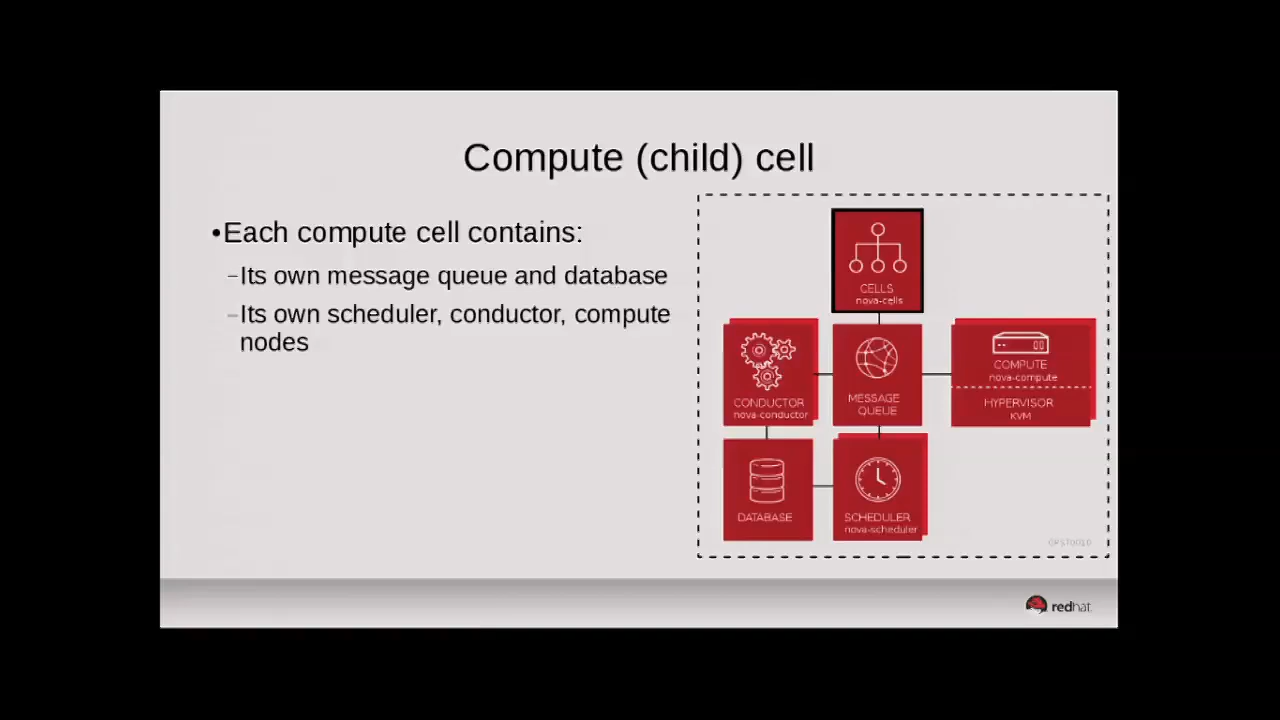 Compute (child) cell
•Each compute cell contains:
–Its own message queue and database
–Its own scheduler, conductor, compute
nodes
CELLS
nova-cells
CONDUCTOR
nova-conductor
MESSAGE
QUEUE
COMPUTE
nova-compute
HYPERVISOR
KVM
DATABASE
SCHEDULER
nova-scheduler
redhat